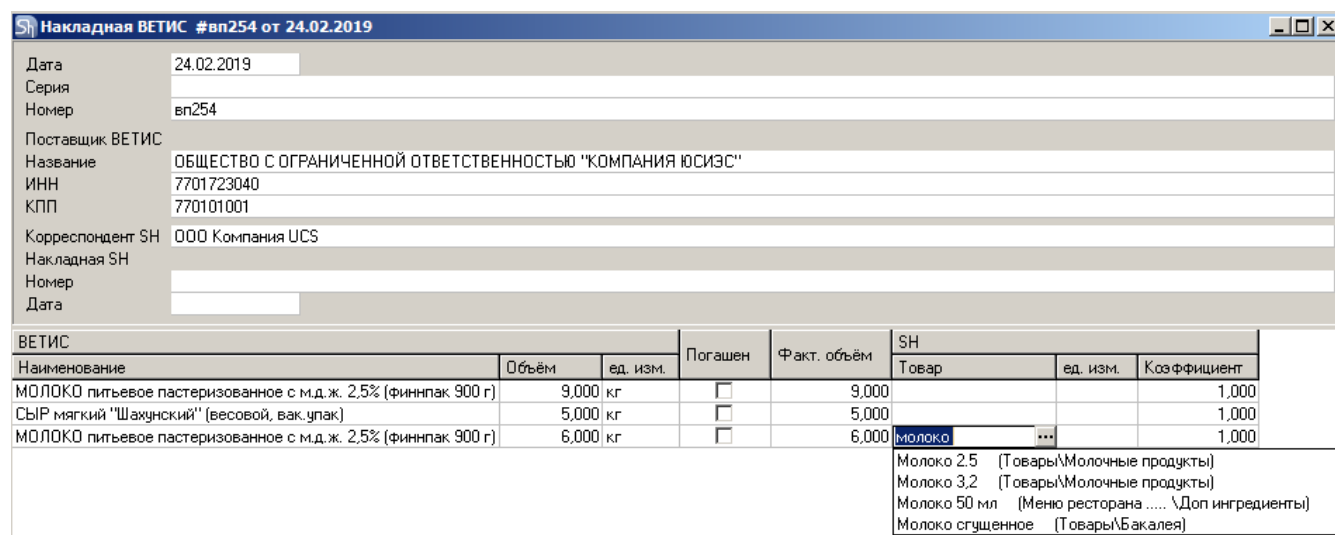 Sh Накладная ВЕТИС #вп254 от 24.02.2019
Дата 24.02.2019
Серия
Номер вп254
Поставщик ВЕТИС
Название ОБЩЕСТВО С ОГРАНИЧЕННОЙ ОТВЕТСТВЕННОСТЬЮ "КОМПАНИЯ ЮСИЭС"
ИНН 7701723040
КПП 770101001
Корреспондент SH ООО Компания UCS
Накладная SH
Номер
Дата
ВЕТИС Погашен Факт. объём SH
Наименование Объём ед. изм. Товар ед. изм. Коэффициент
МОЛОКО питьевое пастеризованное с м.д.ж. 2,5% (финнпак 900 г) 9,000 кг 9,000 1,000
СЫР мягкий "Шахунский" (весовой, вак.упак) 5,000 кг 5,000 1,000
МОЛОКО питьевое пастеризованное с м.д.ж. 2,5% (финнпак 900 г) 6,000 кг 6,000 молоко ... 1,000
Молоко 2.5 (Товары\Молочные продукты)
Молоко 3,2 (Товары\Молочные продукты)
Молоко 50 мл (Меню ресторана ..... \Доп ингредиенты)
Молоко сгущенное (Товары\Бакалея)